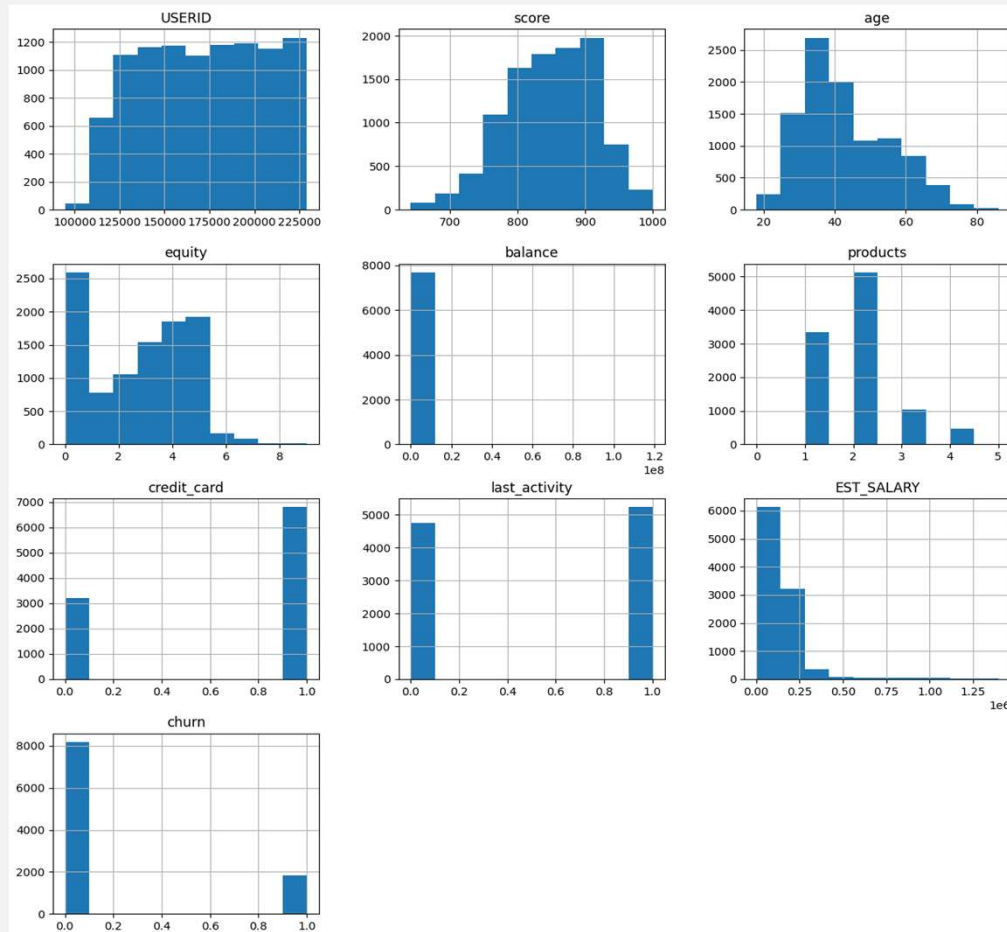 USERID
1200
1000
800
600
400
200
0
100000 125000 150000 175000 200000 225000
score
2000
1500
1000
500
0
700 800 900 1000
age
2500
2000
1500
1000
500
0
20 40 60 80
equity
2500
2000
1500
1000
500
0
0 2 4 6 8
balance
8000
6000
4000
2000
0
0.0 0.2 0.4 0.6 0.8 1.0 1.2
1e8
products
5000
4000
3000
2000
1000
0
0 1 2 3 4 5
credit_card
7000
6000
5000
4000
3000
2000
1000
0
0.0 0.2 0.4 0.6 0.8 1.0
last_activity
5000
4000
3000
2000
1000
0
0.0 0.2 0.4 0.6 0.8 1.0
EST_SALARY
6000
5000
4000
3000
2000
1000
0
0.00 0.25 0.50 0.75 1.00 1.25
1e6
churn
8000
6000
4000
2000
0
0.0 0.2 0.4 0.6 0.8 1.0